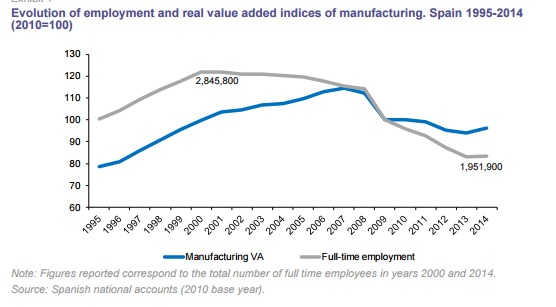 Evolution of employment and real value added indices of manufacturing. Spain 1995-2014
(2010=100)
130
120
110
100
90
80
70
60
2,845,800
1,951,900
1995 1996 1997 1998 1999 2000 2001 2002 2003 2004 2005 2006 2007 2008 2009 2010 2011 2012 2013 2014
Manufacturing VA Full-time employment
Note: Figures reported correspond to the total number of full time employees in years 2000 and 2014.
Source: Spanish national accounts (2010 base year).